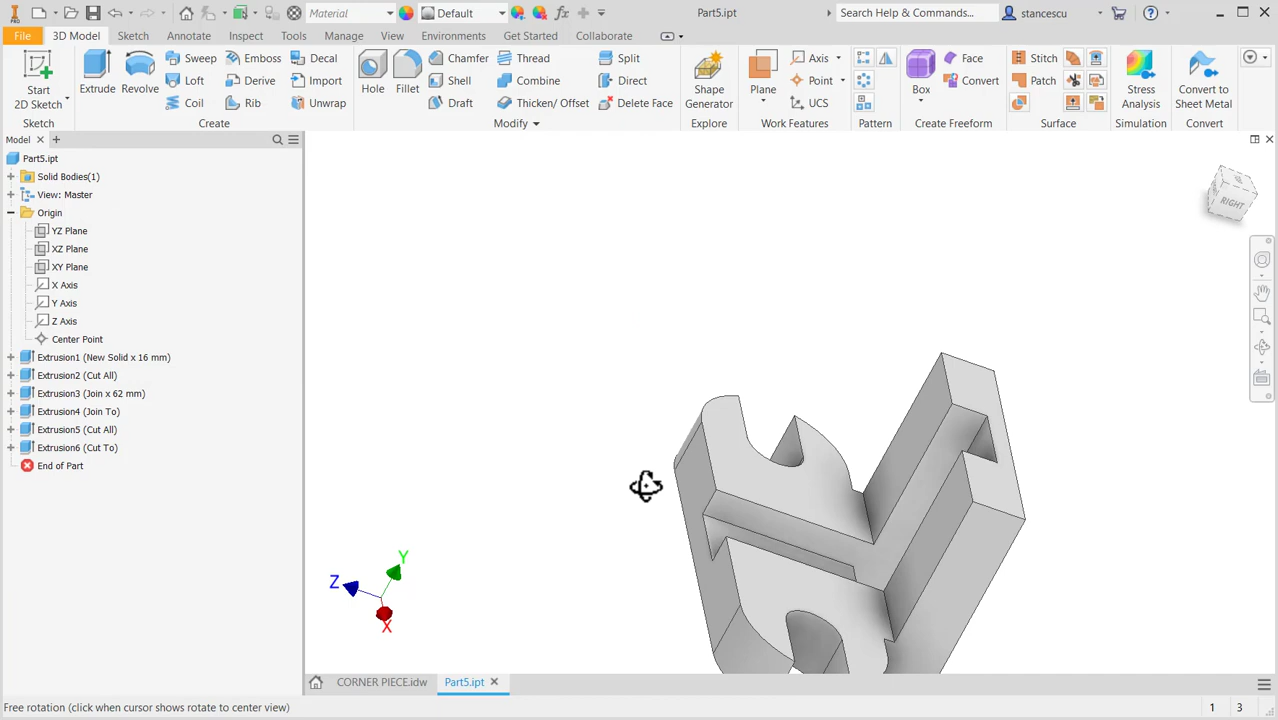 Material
Default
Part5.ipt
Search Help & Commands...
stancescu
File
3D Model
Sketch
Annotate
Inspect
Tools
Manage
View
Environments
Get Started
Collaborate
Start
2D Sketch
Extrude
Revolve
Sweep
Loft
Coil
Emboss
Derive
Rib
Decal
Import
Unwrap
Hole
Fillet
Chamfer
Shell
Draft
Thread
Combine
Thicken/ Offset
Split
Direct
Delete Face
Shape
Generator
Plane
Axis
Point
UCS
Box
Face
Convert
Stitch
Patch
Stress
Analysis
Convert to
Sheet Metal
Sketch
Create
Modify
Explore
Work Features
Pattern
Create Freeform
Surface
Simulation
Convert
Model
Part5.ipt
Solid Bodies(1)
View: Master
Origin
YZ Plane
XZ Plane
XY Plane
X Axis
Y Axis
Z Axis
Center Point
Extrusion1 (New Solid x 16 mm)
Extrusion2 (Cut All)
Extrusion3 (Join x 62 mm)
Extrusion4 (Join To)
Extrusion5 (Cut All)
Extrusion6 (Cut To)
End of Part
RIGHT
Z
Y
X
CORNER PIECE.idw
Part5.ipt
Free rotation (click when cursor shows rotate to center view)
1
3